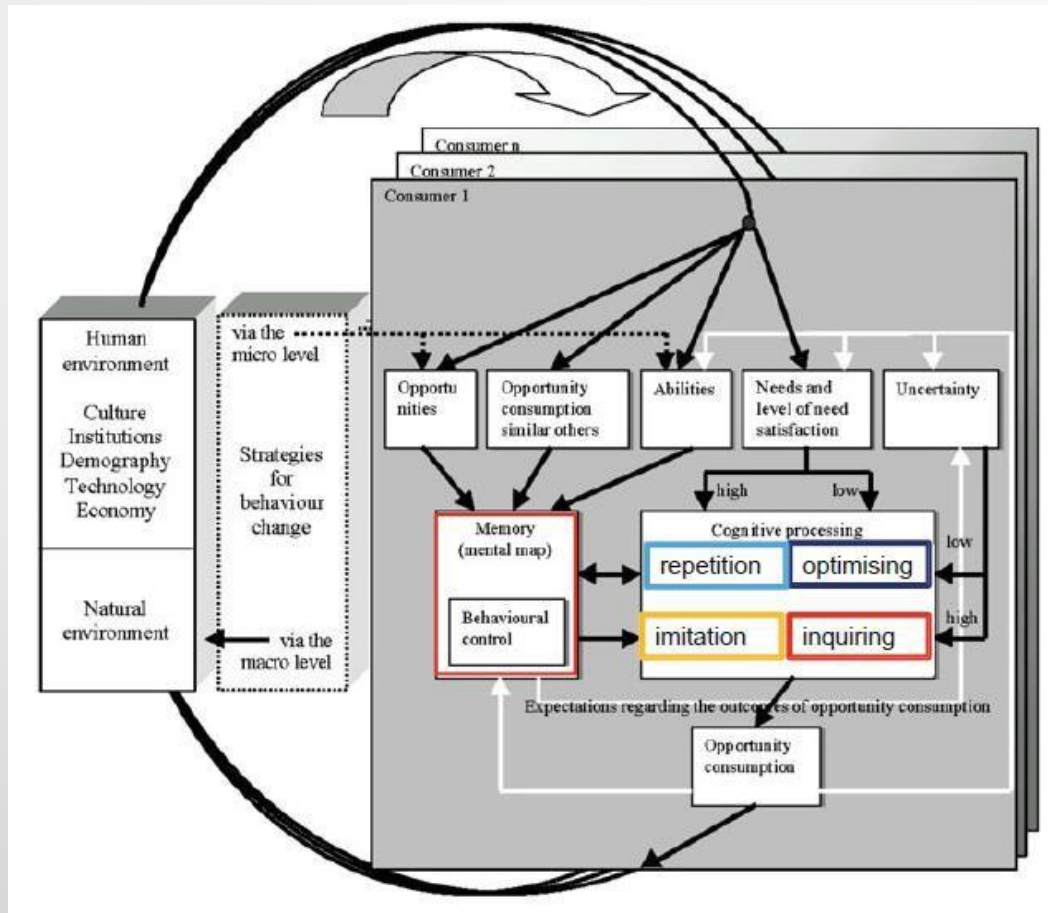 Consumer n
Consumer 2
Consumer 1
Human
environment
Culture
Institutions
Demography
Technology
Economy
Natural
environment
via the
micro level
Strategies
for
behaviour
change
via the
macro level
Opportu
nities
Opportunity
consumption
similar others
Abilities
Needs and
level of need
satisfaction
Uncertainty
high
low
Memory
(mental map)
Behavioural
control
Cognitive processing
repetition
optimising
imitation
inquiring
low
high
Expectations regarding the outcomes of opportunity consumption
Opportunity
consumption